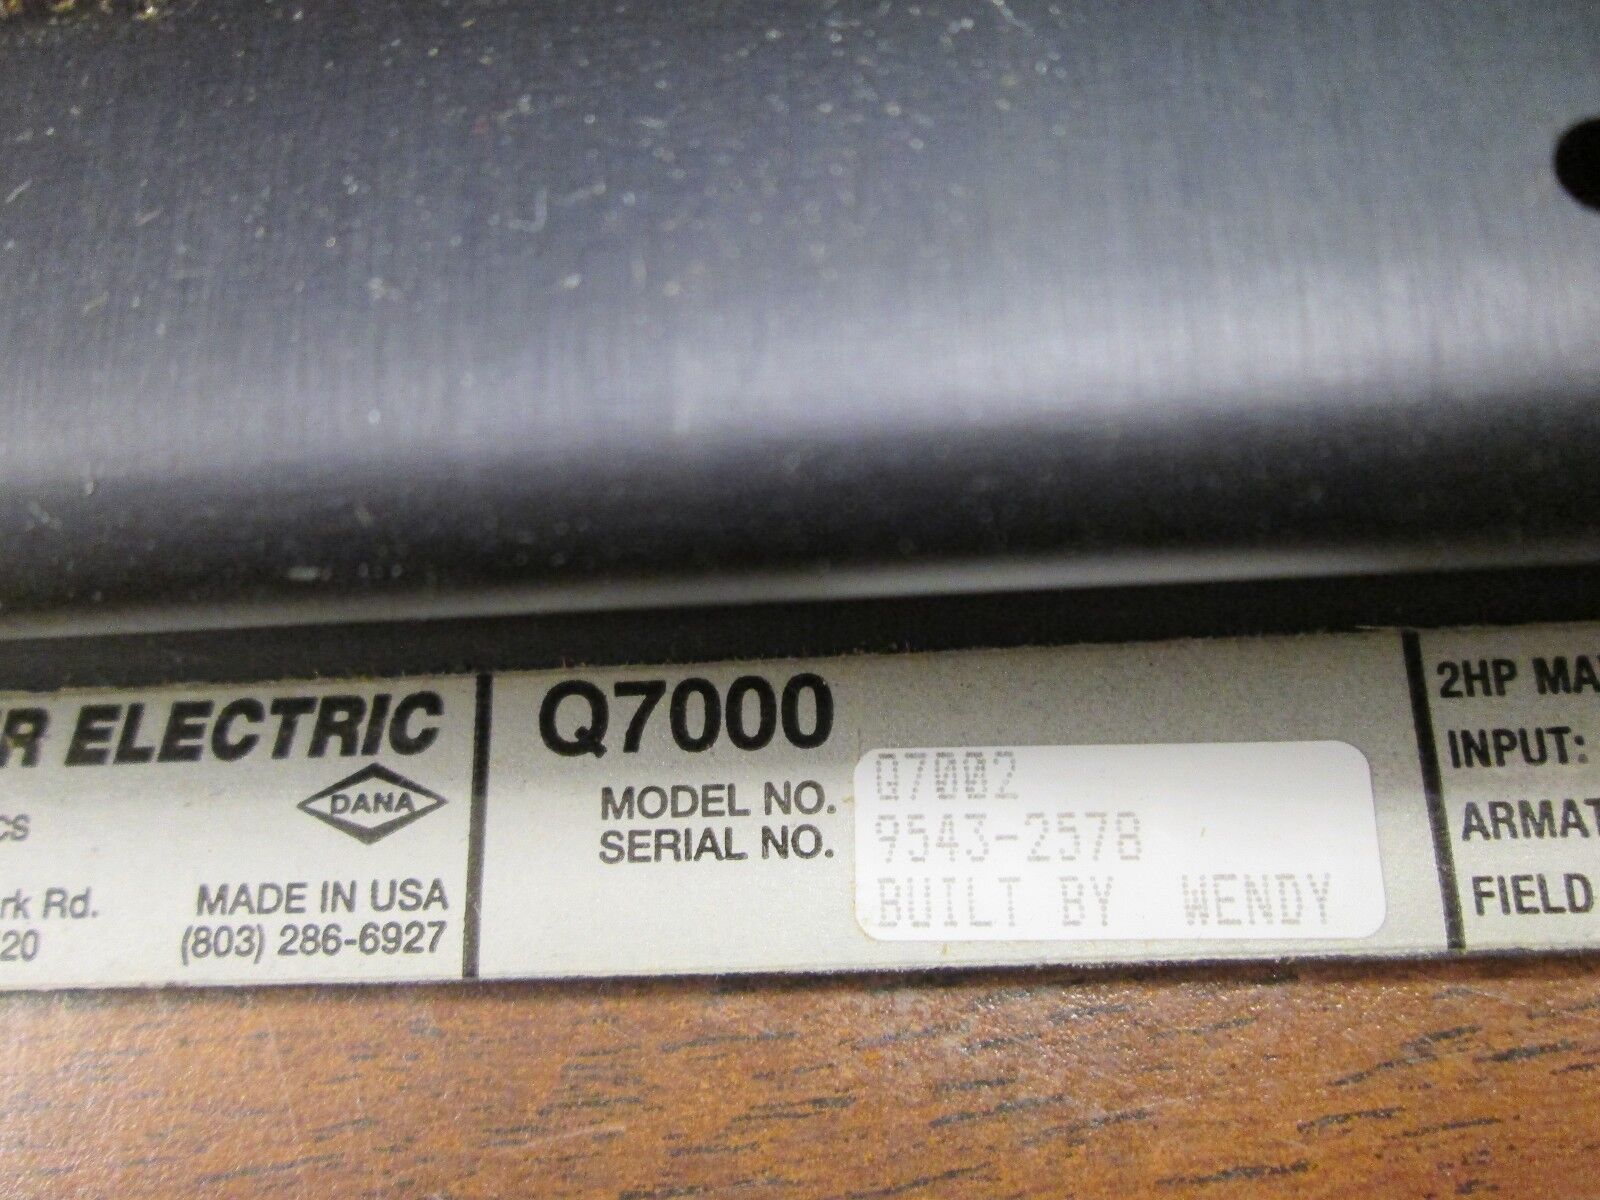 R ELECTRIC
DANA
CS
rk Rd.
20
MADE IN USA
(803) 286-6927
Q7000
MODEL NO. Q7002
SERIAL NO. 9543-2578
BUILT BY WENDY
2HP MA
INPUT:
ARMAT
FIELD